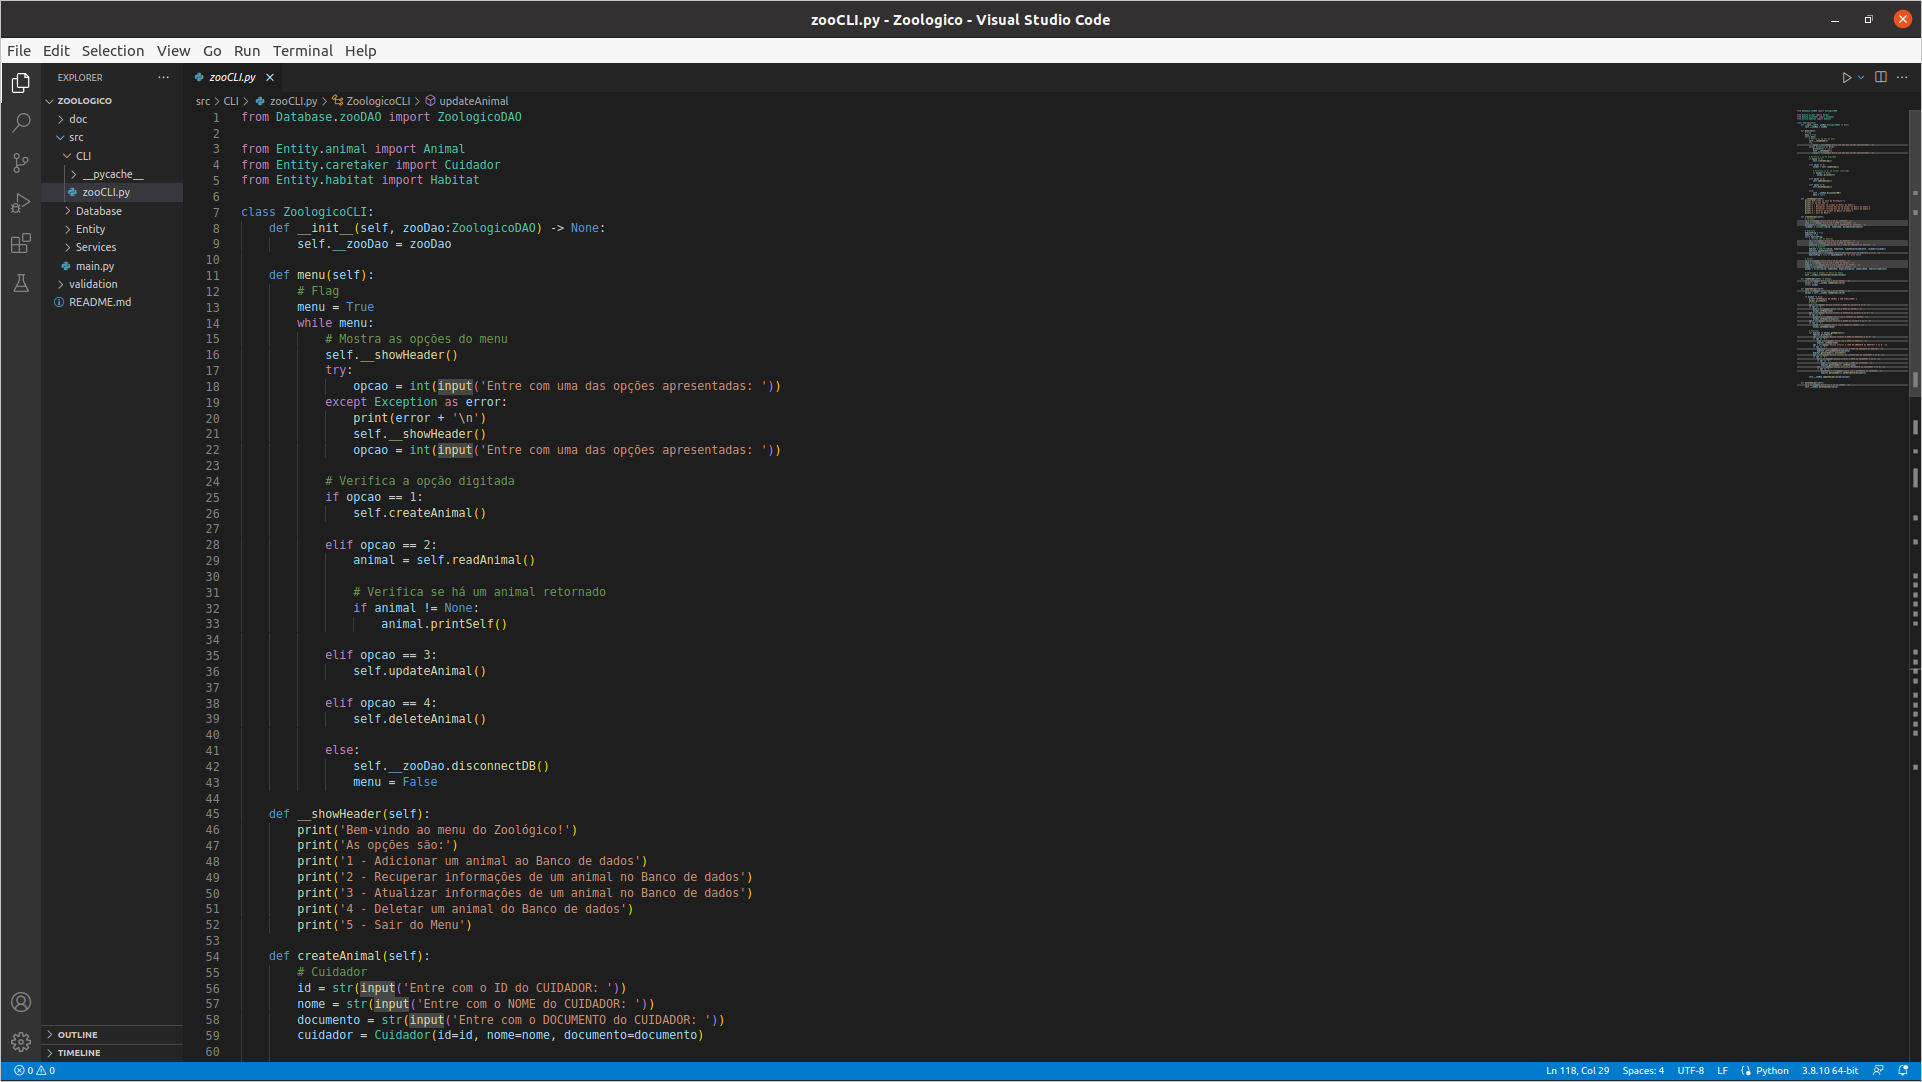 zooCLI.py - Zoologico - Visual Studio Code
File Edit Selection View Go Run Terminal Help
EXPLORER
ZOOLOGICO
doc
src
CLI
__pycache__
zooCLI.py
Database
Entity
Services
main.py
validation
README.md
OUTLINE
TIMELINE
zooCLI.py
src > CLI > zooCLI.py > ZoologicoCLI > updateAnimal
1 from Database.zooDAO import ZoologicoDAO
2
3 from Entity.animal import Animal
4 from Entity.caretaker import Cuidador
5 from Entity.habitat import Habitat
6
7 class ZoologicoCLI:
8     def __init__(self, zooDao:ZoologicoDAO) -> None:
9         self.__zooDao = zooDao
10
11     def menu(self):
12         # Flag
13         menu = True
14         while menu:
15             # Mostra as opções do menu
16             self.__showHeader()
17             try:
18                 opcao = int(input('Entre com uma das opções apresentadas: '))
19             except Exception as error:
20                 print(error + '\n')
21                 self.__showHeader()
22                 opcao = int(input('Entre com uma das opções apresentadas: '))
23
24             # Verifica a opção digitada
25             if opcao == 1:
26                 self.createAnimal()
27
28             elif opcao == 2:
29                 animal = self.readAnimal()
30
31                 # Verifica se há um animal retornado
32                 if animal != None:
33                     animal.printSelf()
34
35             elif opcao == 3:
36                 self.updateAnimal()
37
38             elif opcao == 4:
39                 self.deleteAnimal()
40
41             else:
42                 self.__zooDao.disconnectDB()
43                 menu = False
44
45     def __showHeader(self):
46         print('Bem-vindo ao menu do Zoológico!')
47         print('As opções são:')
48         print('1 - Adicionar um animal ao Banco de dados')
49         print('2 - Recuperar informações de um animal no Banco de dados')
50         print('3 - Atualizar informações de um animal no Banco de dados')
51         print('4 - Deletar um animal do Banco de dados')
52         print('5 - Sair do Menu')
53
54     def createAnimal(self):
55         # Cuidador
56         id = str(input('Entre com o ID do CUIDADOR: '))
57         nome = str(input('Entre com o NOME do CUIDADOR: '))
58         documento = str(input('Entre com o DOCUMENTO do CUIDADOR: '))
59         cuidador = Cuidador(id=id, nome=nome, documento=documento)
60
0 0 Ln 118, Col 29 Spaces: 4 UTF-8 LF Python 3.8.10 64-bit